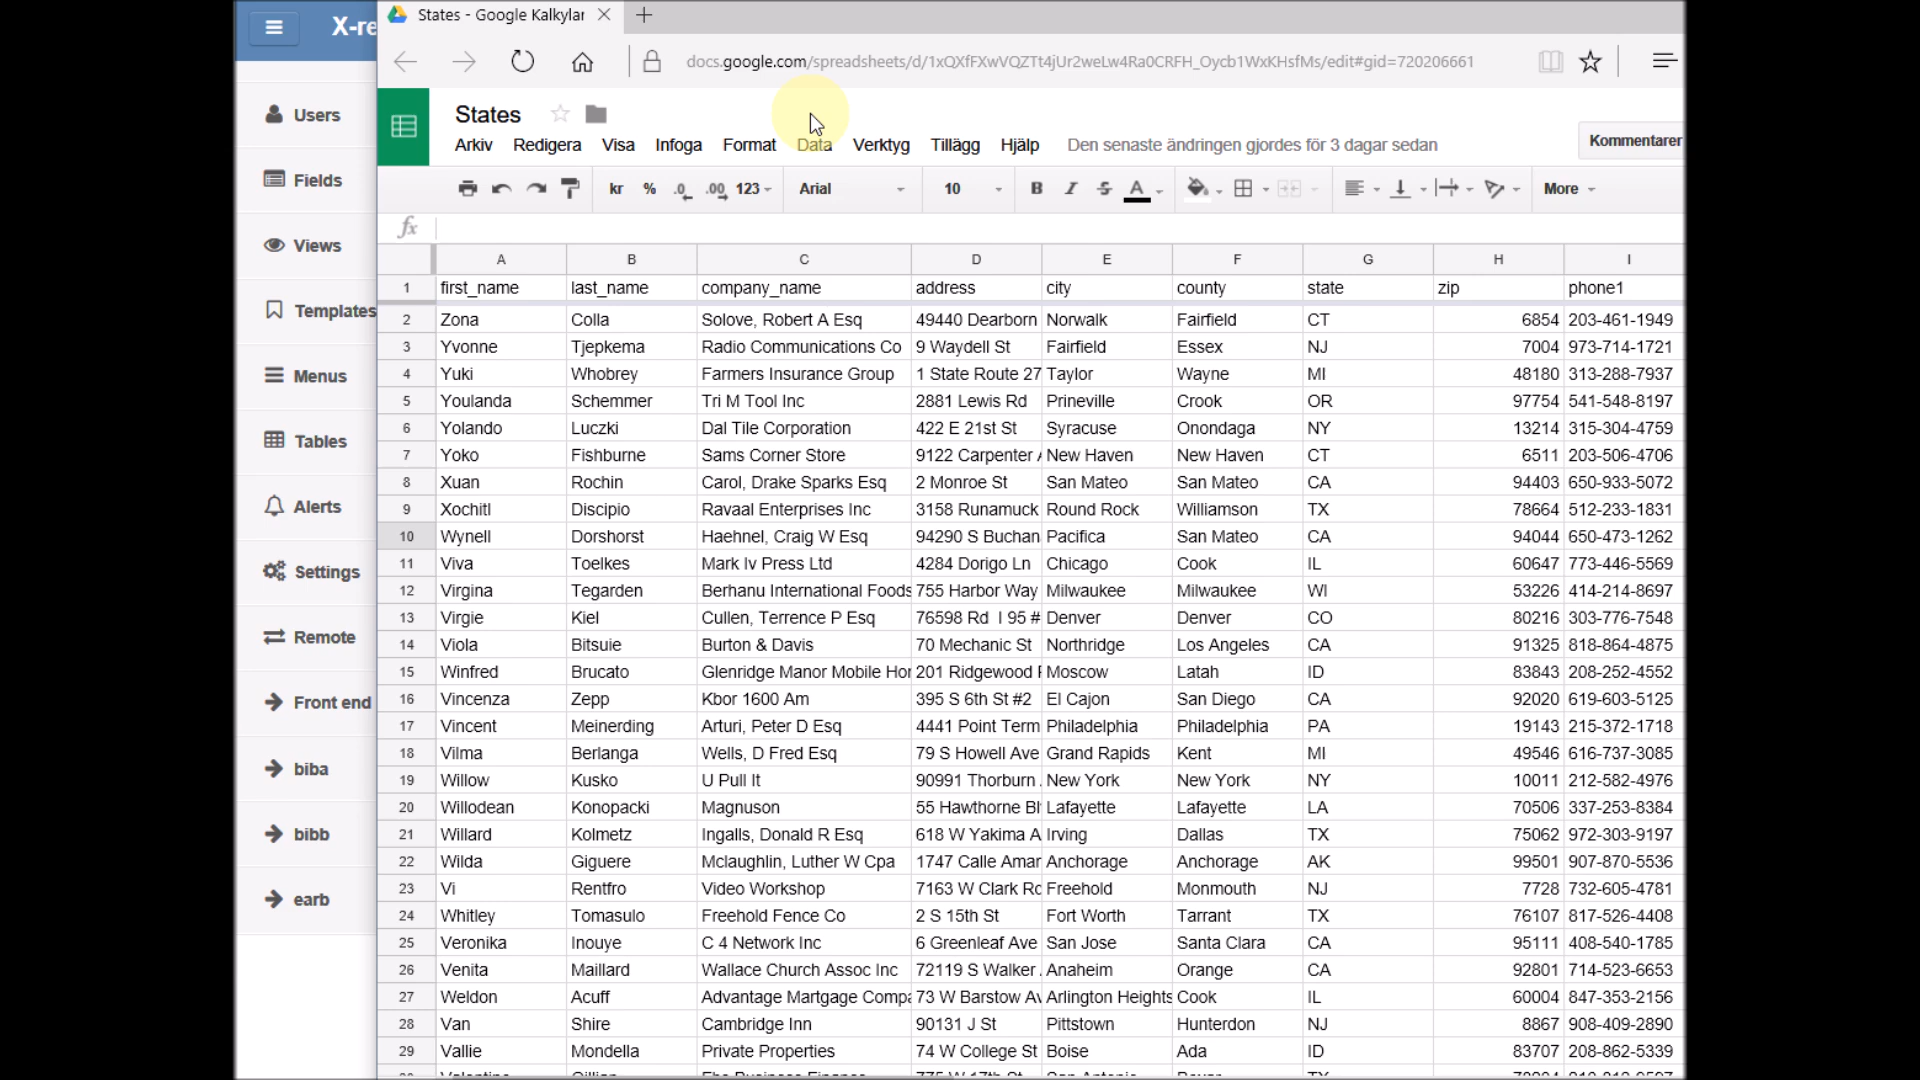 X-re
Users
Fields
Views
Templates
Menus
Tables
Alerts
Settings
Remote
Front end
biba
bibb
earb
States - Google Kalkylar
docs.google.com/spreadsheets/d/1xQXfFXwVQZTt4jUr2weLw4Ra0CRFH_Oycb1WxKHsfMs/edit#gid=720206661
States
Arkiv Redigera Visa Infoga Format Data Verktyg Tillägg Hjälp Den senaste ändringen gjordes för 3 dagar sedan Kommentarer
kr % .0 .00 123 Arial 10 B I S A More
fx
A B C D E F G H I
1 first_name last_name company_name address city county state zip phone1
2 Zona Colla Solove, Robert A Esq 49440 Dearborn Norwalk Fairfield CT 6854 203-461-1949
3 Yvonne Tjepkema Radio Communications Co 9 Waydell St Fairfield Essex NJ 7004 973-714-1721
4 Yuki Whobrey Farmers Insurance Group 1 State Route 27 Taylor Wayne MI 48180 313-288-7937
5 Youlanda Schemmer Tri M Tool Inc 2881 Lewis Rd Prineville Crook OR 97754 541-548-8197
6 Yolando Luczki Dal Tile Corporation 422 E 21st St Syracuse Onondaga NY 13214 315-304-4759
7 Yoko Fishburne Sams Corner Store 9122 Carpenter New Haven New Haven CT 6511 203-506-4706
8 Xuan Rochin Carol, Drake Sparks Esq 2 Monroe St San Mateo San Mateo CA 94403 650-933-5072
9 Xochitl Discipio Ravaal Enterprises Inc 3158 Runamuck Round Rock Williamson TX 78664 512-233-1831
10 Wynell Dorshorst Haehnel, Craig W Esq 94290 S Buchan Pacifica San Mateo CA 94044 650-473-1262
11 Viva Toelkes Mark Iv Press Ltd 4284 Dorigo Ln Chicago Cook IL 60647 773-446-5569
12 Virgina Tegarden Berhanu International Foods 755 Harbor Way Milwaukee Milwaukee WI 53226 414-214-8697
13 Virgie Kiel Cullen, Terrence P Esq 76598 Rd I 95 # Denver Denver CO 80216 303-776-7548
14 Viola Bitsuie Burton & Davis 70 Mechanic St Northridge Los Angeles CA 91325 818-864-4875
15 Winfred Brucato Glenridge Manor Mobile Hor 201 Ridgewood Moscow Latah ID 83843 208-252-4552
16 Vincenza Zepp Kbor 1600 Am 395 S 6th St #2 El Cajon San Diego CA 92020 619-603-5125
17 Vincent Meinerding Arturi, Peter D Esq 4441 Point Term Philadelphia Philadelphia PA 19143 215-372-1718
18 Vilma Berlanga Wells, D Fred Esq 79 S Howell Ave Grand Rapids Kent MI 49546 616-737-3085
19 Willow Kusko U Pull It 90991 Thorburn New York New York NY 10011 212-582-4976
20 Willodean Konopacki Magnuson 55 Hawthorne Bl Lafayette Lafayette LA 70506 337-253-8384
21 Willard Kolmetz Ingalls, Donald R Esq 618 W Yakima A Irving Dallas TX 75062 972-303-9197
22 Wilda Giguere Mclaughlin, Luther W Cpa 1747 Calle Amar Anchorage Anchorage AK 99501 907-870-5536
23 Vi Rentfro Video Workshop 7163 W Clark Rd Freehold Monmouth NJ 7728 732-605-4781
24 Whitley Tomasulo Freehold Fence Co 2 S 15th St Fort Worth Tarrant TX 76107 817-526-4408
25 Veronika Inouye C 4 Network Inc 6 Greenleaf Ave San Jose Santa Clara CA 95111 408-540-1785
26 Venita Maillard Wallace Church Assoc Inc 72119 S Walker Anaheim Orange CA 92801 714-523-6653
27 Weldon Acuff Advantage Martgage Compa 73 W Barstow Av Arlington Heights Cook IL 60004 847-353-2156
28 Van Shire Cambridge Inn 90131 J St Pittstown Hunterdon NJ 8867 908-409-2890
29 Vallie Mondella Private Properties 74 W College St Boise Ada ID 83707 208-862-5339